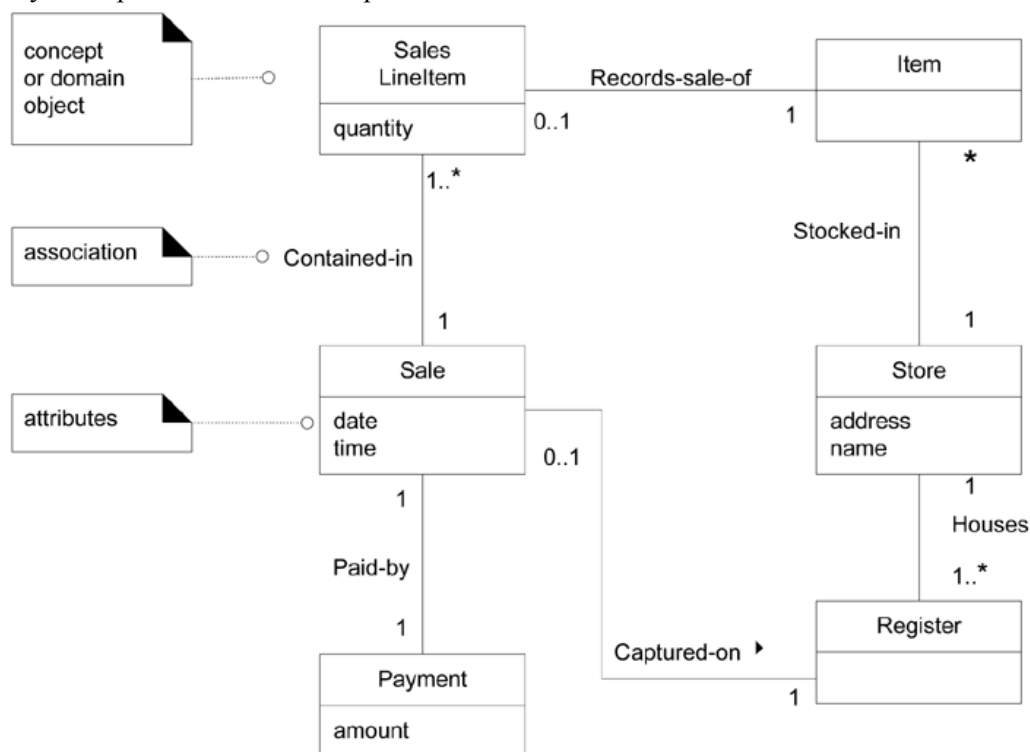 concept
or domain
object
Sales
LineItem
quantity
Records-sale-of
0..1
1
Item
1..*
*
association
Contained-in
Stocked-in
1
1
attributes
Sale
date
time
0..1
Store
address
name
1
1
Houses
Paid-by
1..*
1
Captured-on
1
Register
Payment
amount